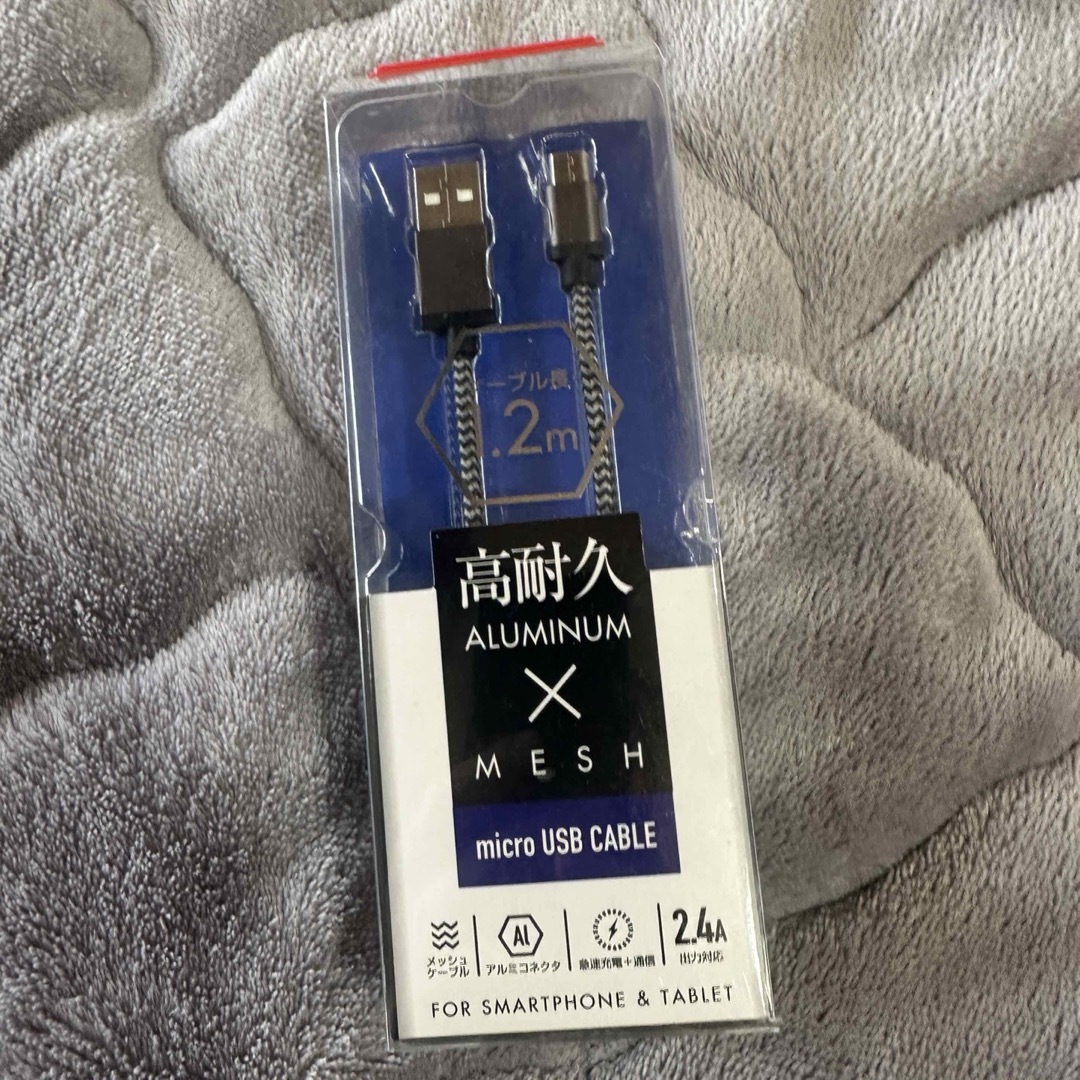 ケーブル長
1.2m
高耐久
ALUMINUM
×
MESH
micro USB CABLE
メッシュ
ケーブル
Al
アルミコネクタ
急速充電+通信
2.4A
出力対応
FOR SMARTPHONE & TABLET